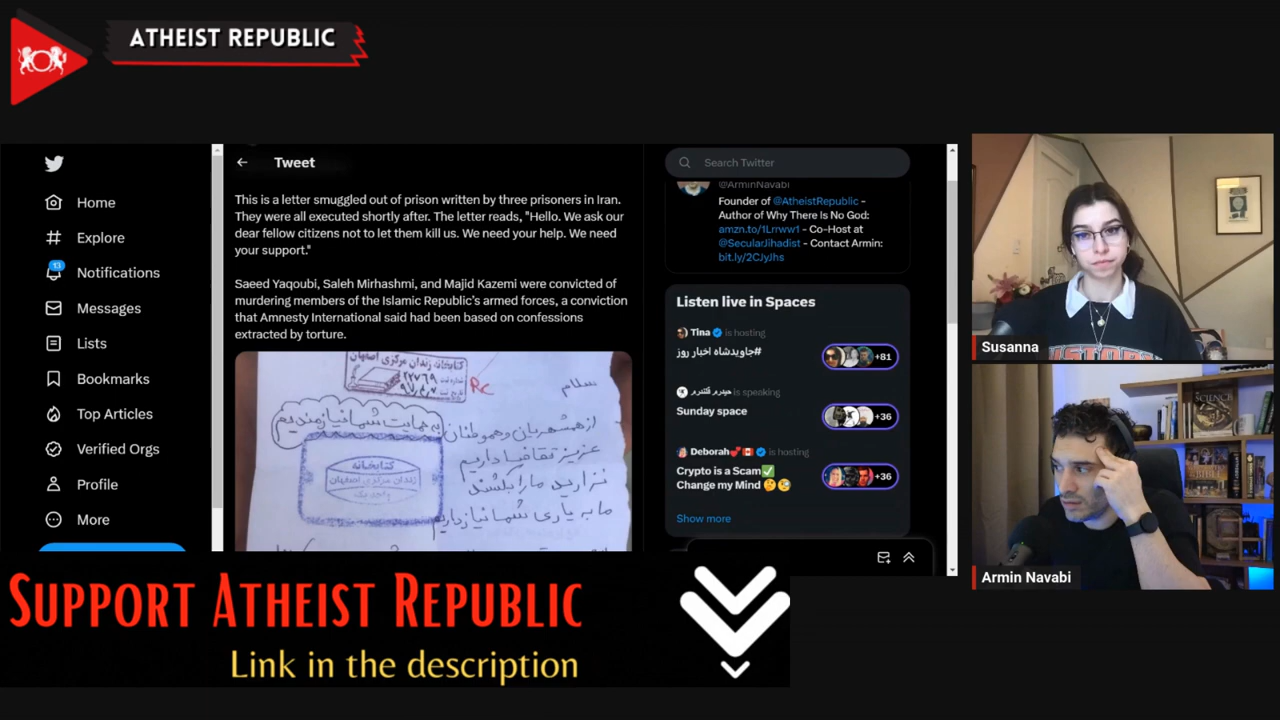 ATHEIST REPUBLIC
Home
Explore
13
Notifications
Messages
Lists
Bookmarks
Top Articles
Verified Orgs
Profile
More
Tweet
This is a letter smuggled out of prison written by three prisoners in Iran.
They were all executed shortly after. The letter reads, "Hello. We ask our
dear fellow citizens not to let them kill us. We need your help. We need
your support."
Saeed Yaqoubi, Saleh Mirhashmi, and Majid Kazemi were convicted of
murdering members of the Islamic Republic's armed forces, a conviction
that Amnesty International said had been based on confessions
extracted by torture.
کتابخانه زندان مرکزی اصفهان
سلام
از همشهریان و هموطنان
به حمایت شما نیازمندیم
عزیز تقاضا داریم
نزارید ما را بکشند
ما به یاری شما نیاز داریم
کتابخانه
زندان مرکزی اصفهان
Search Twitter
@ArminNavabi
Founder of @AtheistRepublic -
Author of Why There Is No God:
amzn.to/1Lrrww1 - Co-Host at
@SecularJihadist - Contact Armin:
bit.ly/2CJyJhs
Listen live in Spaces
Tina is hosting
#جاویدشاه اخبار روز
+81
is speaking
Sunday space
+36
Deborah is hosting
Crypto is a Scam✅
Change my Mind 🤔🧐
+36
Show more
Susanna
HISTORY
SCIENCE
Armin Navabi
SUPPORT ATHEIST REPUBLIC
Link in the description